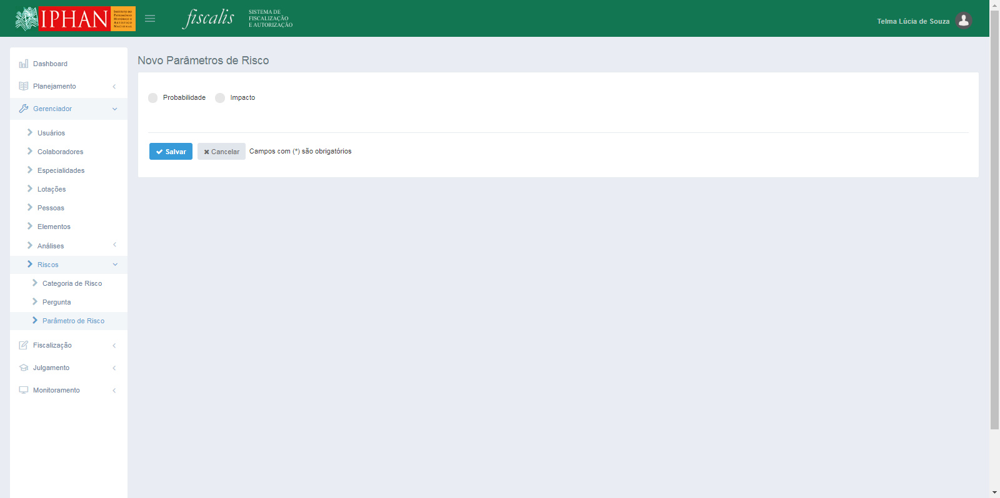 IPHAN
INSTITUTO DO
PATRIMÔNIO
HISTÓRICO E
ARTÍSTICO
NACIONAL
fiscalis
SISTEMA DE
FISCALIZAÇÃO
E AUTORIZAÇÃO
Telma Lúcia de Souza
Dashboard
Planejamento
Gerenciador
Usuários
Colaboradores
Especialidades
Lotações
Pessoas
Elementos
Análises
Riscos
Categoria de Risco
Pergunta
Parâmetro de Risco
Fiscalização
Julgamento
Monitoramento
Novo Parâmetros de Risco
Probabilidade Impacto
Salvar Cancelar Campos com (*) são obrigatórios